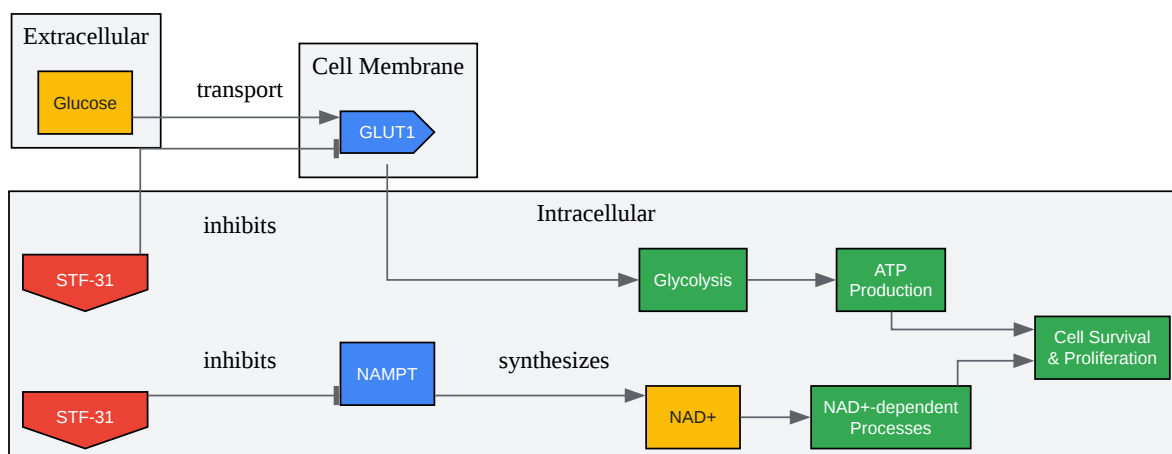 Extracellular
Cell Membrane
Glucose
transport
GLUT1
Intracellular
inhibits
STF-31
Glycolysis
ATP
Production
Cell Survival
& Proliferation
inhibits
NAMPT
synthesizes
STF-31
NAD+
NAD+-dependent
Processes